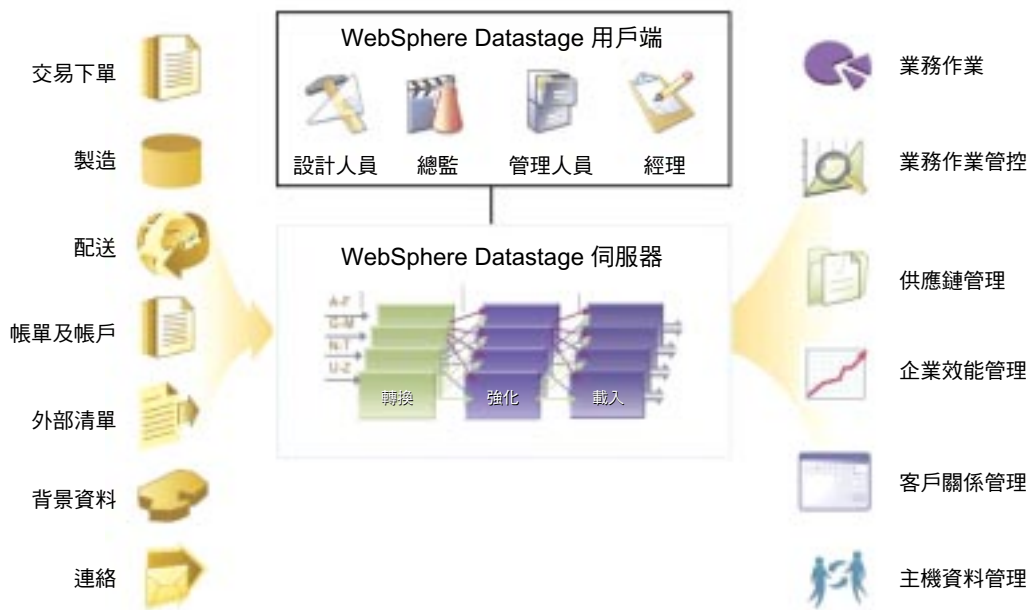 交易下單
製造
配送
帳單及帳戶
外部清單
背景資料
連絡
WebSphere Datastage 用戶端
設計人員
總監
管理人員
經理
WebSphere Datastage 伺服器
A-F
G-M
N-T
U-Z
轉換
強化
載入
業務作業
業務作業管控
供應鏈管理
企業效能管理
客戶關係管理
主機資料管理